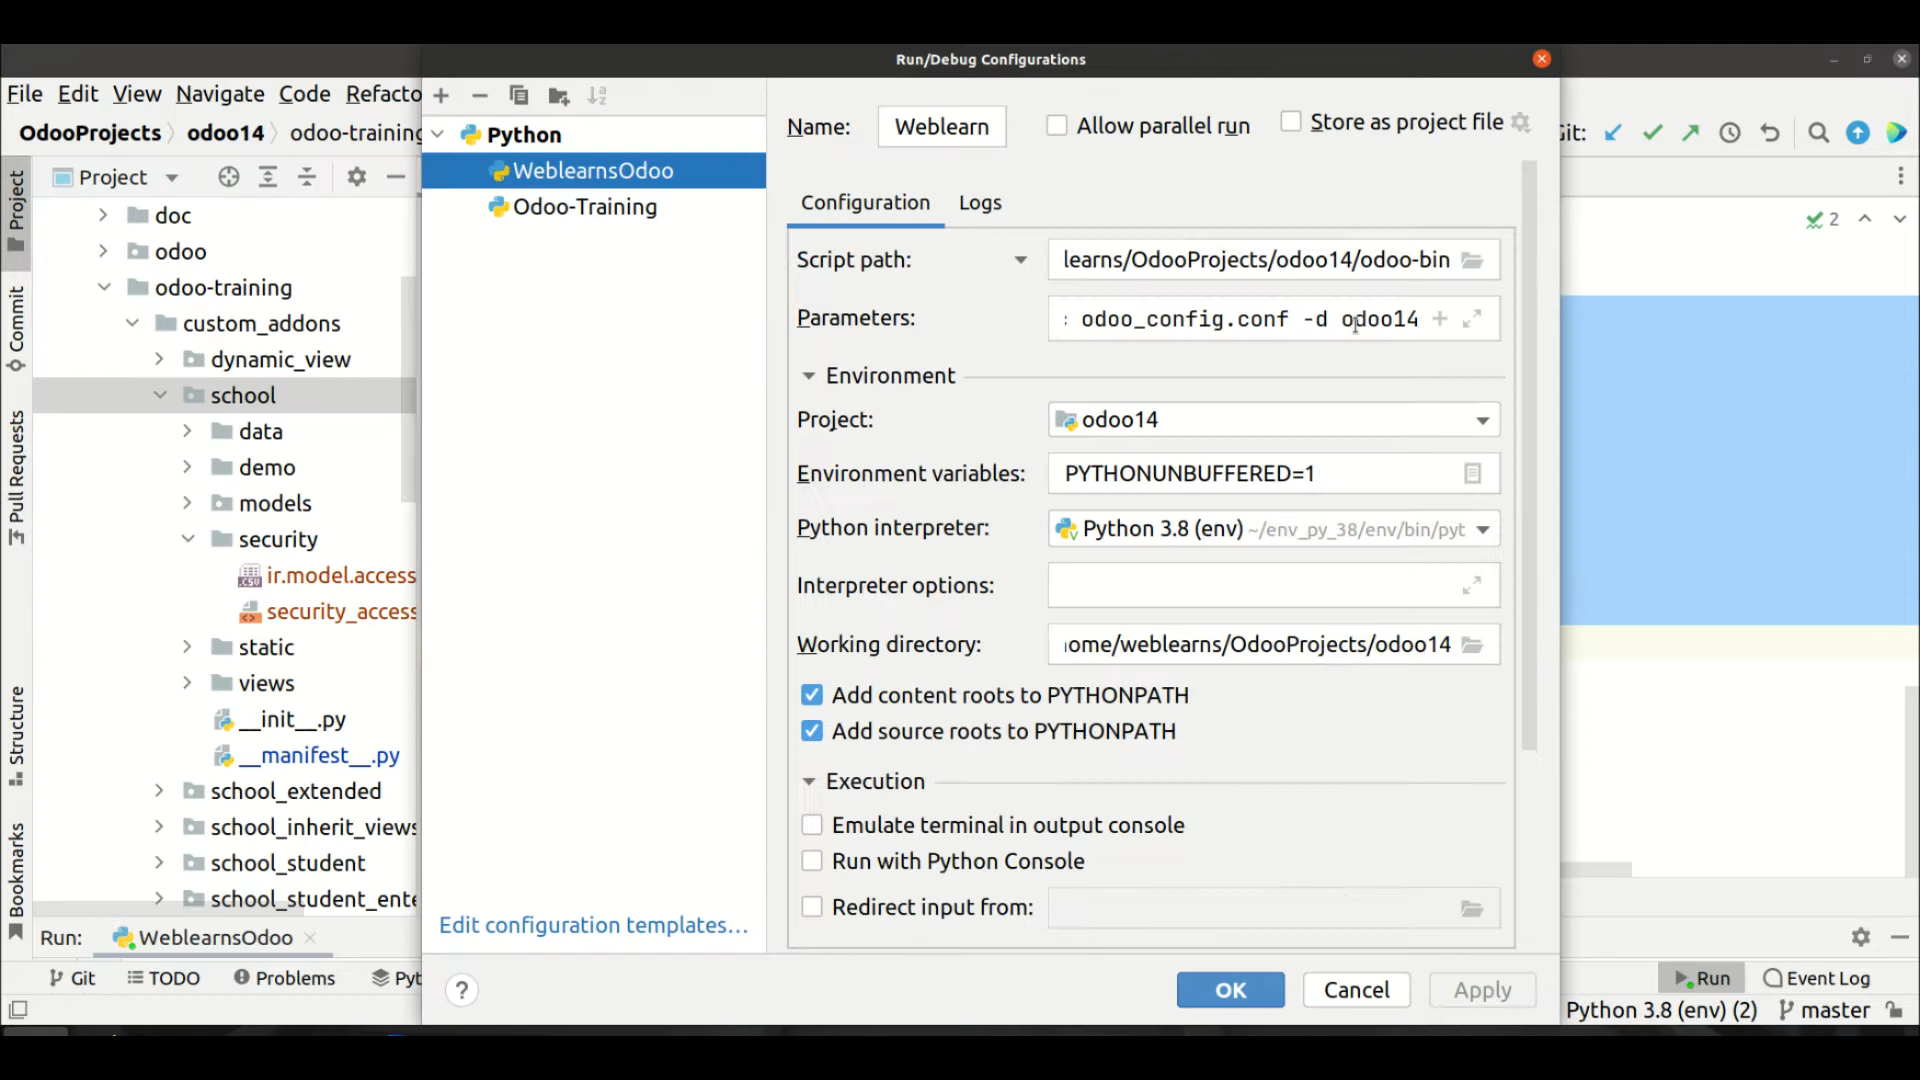 Run/Debug Configurations
File Edit View Navigate Code Refacto
OdooProjects odoo14 odoo-training
Git:
Project
doc
odoo
odoo-training
custom_addons
dynamic_view
school
data
demo
models
security
ir.model.access
security_access
static
views
__init__.py
__manifest__.py
school_extended
school_inherit_views
school_student
school_student_ente
Project
Commit
Pull Requests
Structure
Bookmarks
Python
WeblearnsOdoo
Odoo-Training
Edit configuration templates...
Name: Weblearn
Allow parallel run
Store as project file
Configuration Logs
Script path: learns/OdooProjects/odoo14/odoo-bin
Parameters: : odoo_config.conf -d odoo14
Environment
Project: odoo14
Environment variables: PYTHONUNBUFFERED=1
Python interpreter: Python 3.8 (env) ~/env_py_38/env/bin/pyt
Interpreter options:
Working directory: ome/weblearns/OdooProjects/odoo14
Add content roots to PYTHONPATH
Add source roots to PYTHONPATH
Execution
Emulate terminal in output console
Run with Python Console
Redirect input from:
? OK Cancel Apply
2
Run: WeblearnsOdoo
Git TODO Problems Pyt
Run Event Log
Python 3.8 (env) (2) master